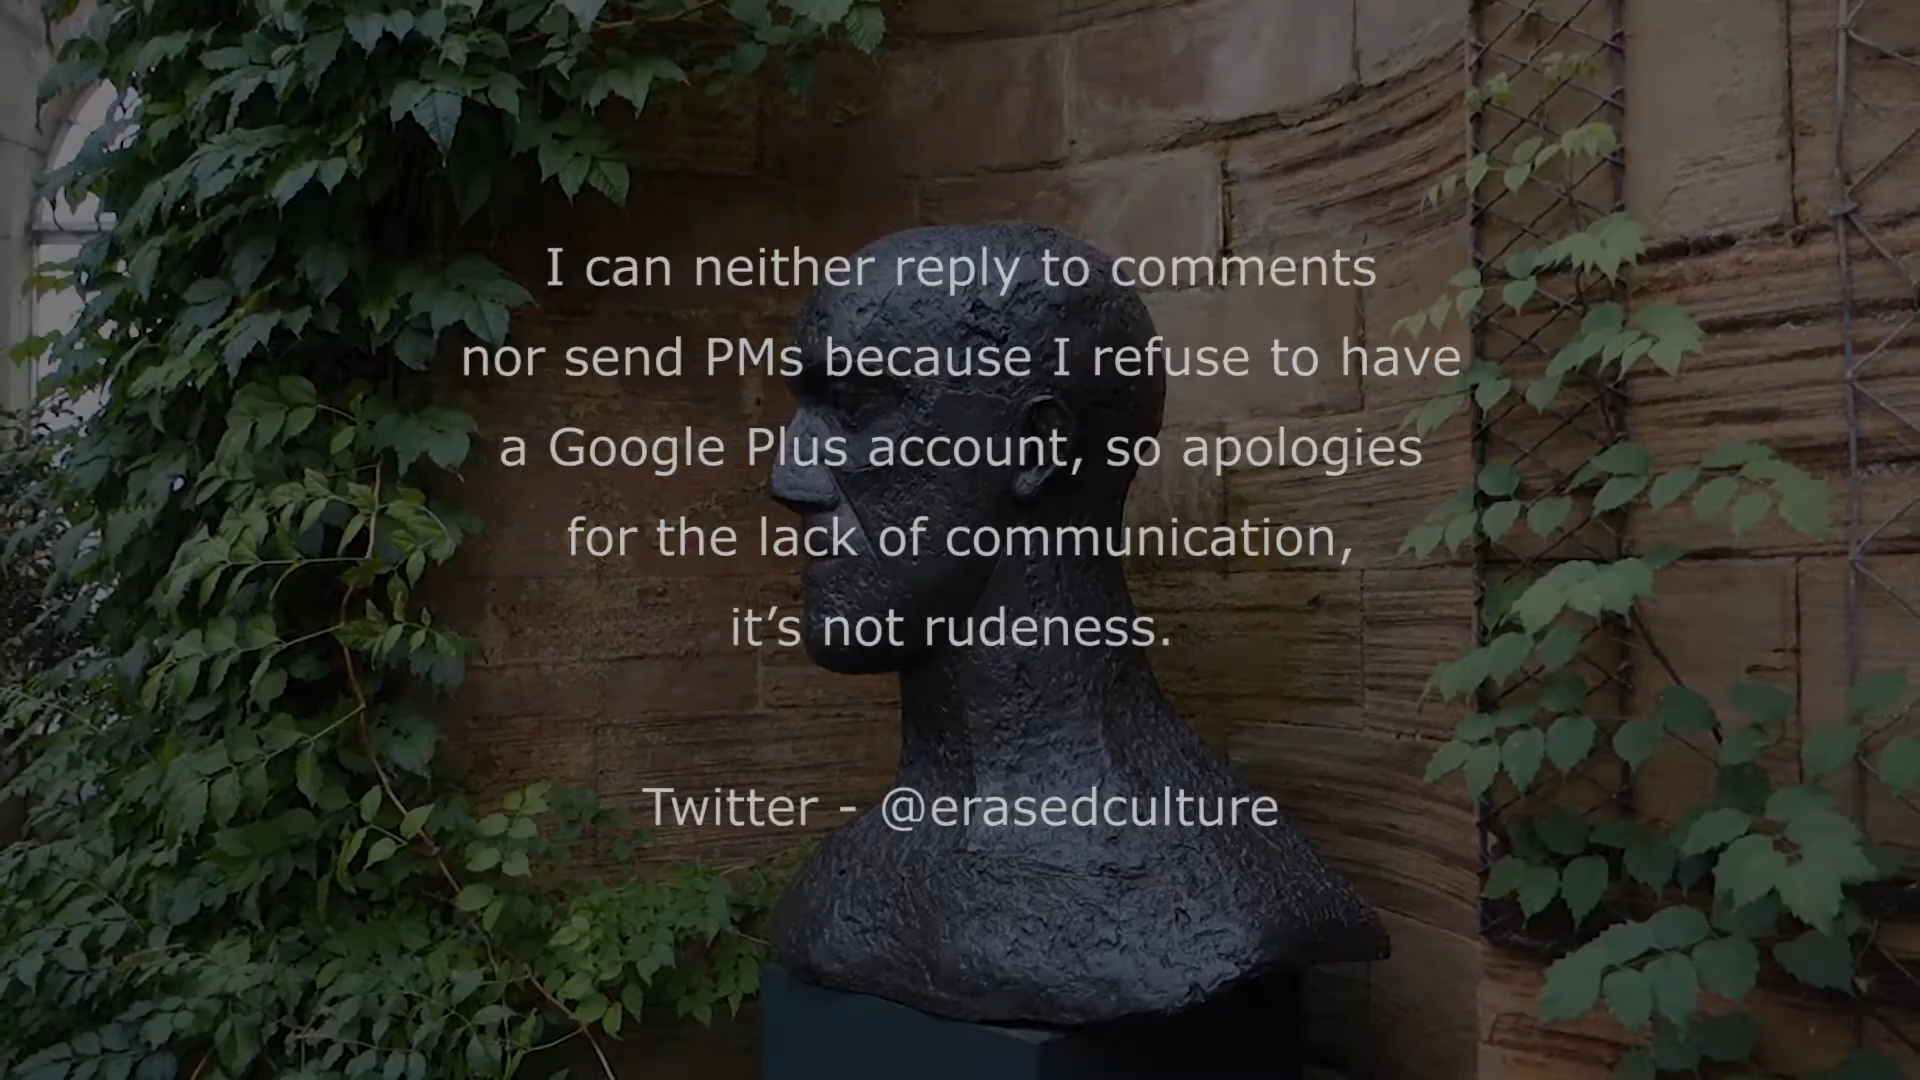 I can neither reply to comments
nor send PMs because I refuse to have
a Google Plus account, so apologies
for the lack of communication,
it’s not rudeness.
Twitter - @erasedculture